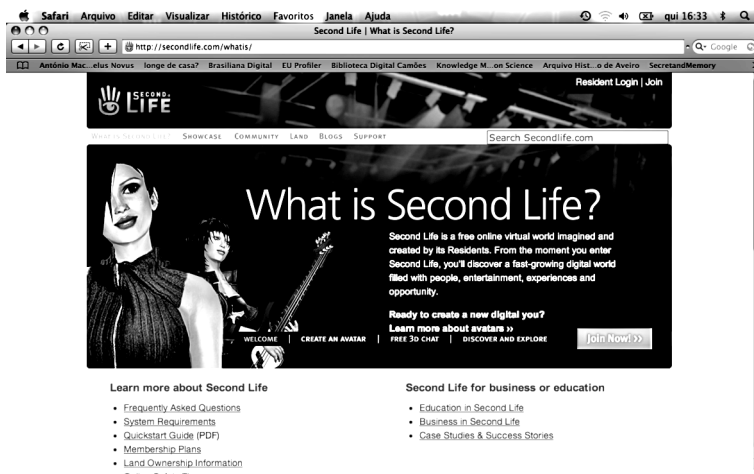 Safari Arquivo Editar Visualizar Histórico Favoritos Janela Ajuda qui 16:33
Second Life | What is Second Life?
http://secondlife.com/whatis/ Google
António Mac...elus Novus longe de casa? Brasiliana Digital EU Profiler Biblioteca Digital Camões Knowledge M...on Science Arquivo Hist...o de Aveiro SecretandMemory
Resident Login | Join
SECOND LIFE
What is Second Life? SHOWCASE COMMUNITY LAND BLOGS SUPPORT Search Secondlife.com
What is Second Life?
Second Life is a free online virtual world imagined and
created by its Residents. From the moment you enter
Second Life, you'll discover a fast-growing digital world
filled with people, entertainment, experiences and
opportunity.
Ready to create a new digital you?
Learn more about avatars »
WELCOME | CREATE AN AVATAR | FREE 3D CHAT | DISCOVER AND EXPLORE Join Now! »
Learn more about Second Life
• Frequently Asked Questions
• System Requirements
• Quickstart Guide (PDF)
• Membership Plans
• Land Ownership Information
Second Life for business or education
• Education in Second Life
• Business in Second Life
• Case Studies & Success Stories